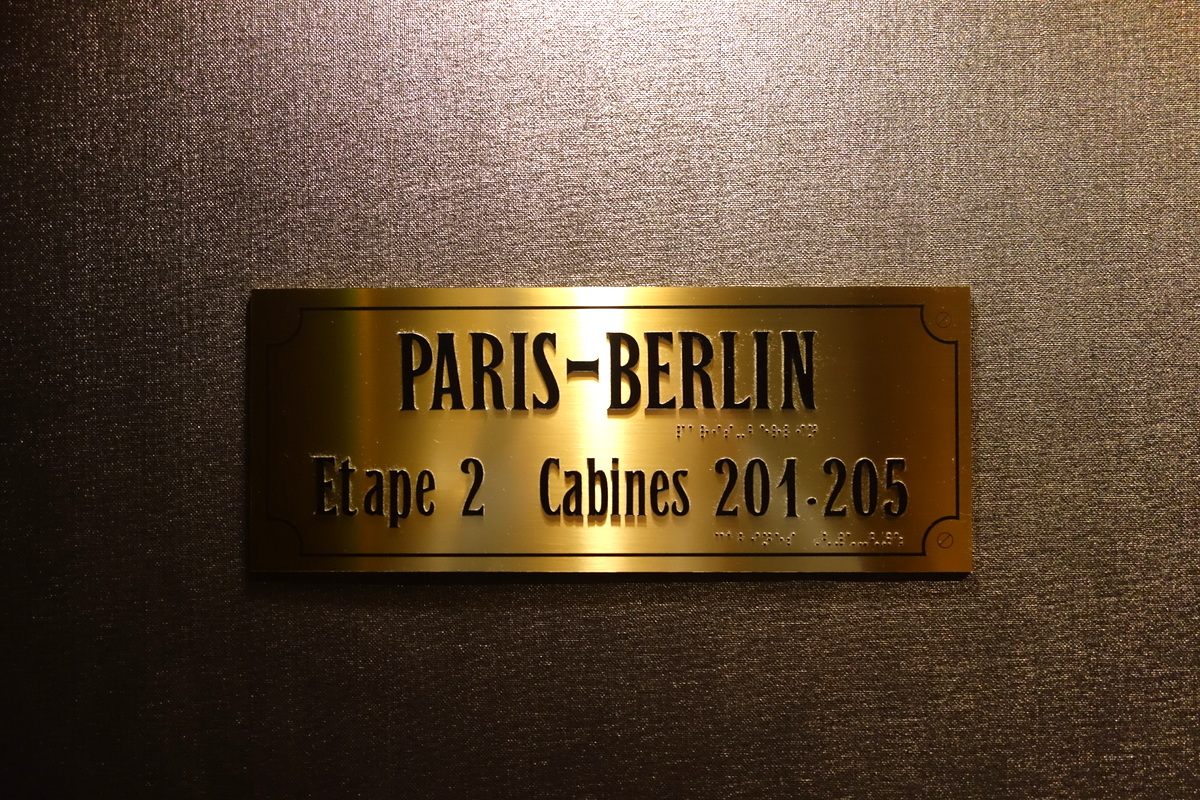 PARIS-BERLIN
Etape 2 Cabines 201.205